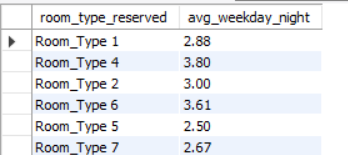 room_type_reserved avg_weekday_night
Room_Type 1 2.88
Room_Type 4 3.80
Room_Type 2 3.00
Room_Type 6 3.61
Room_Type 5 2.50
Room_Type 7 2.67